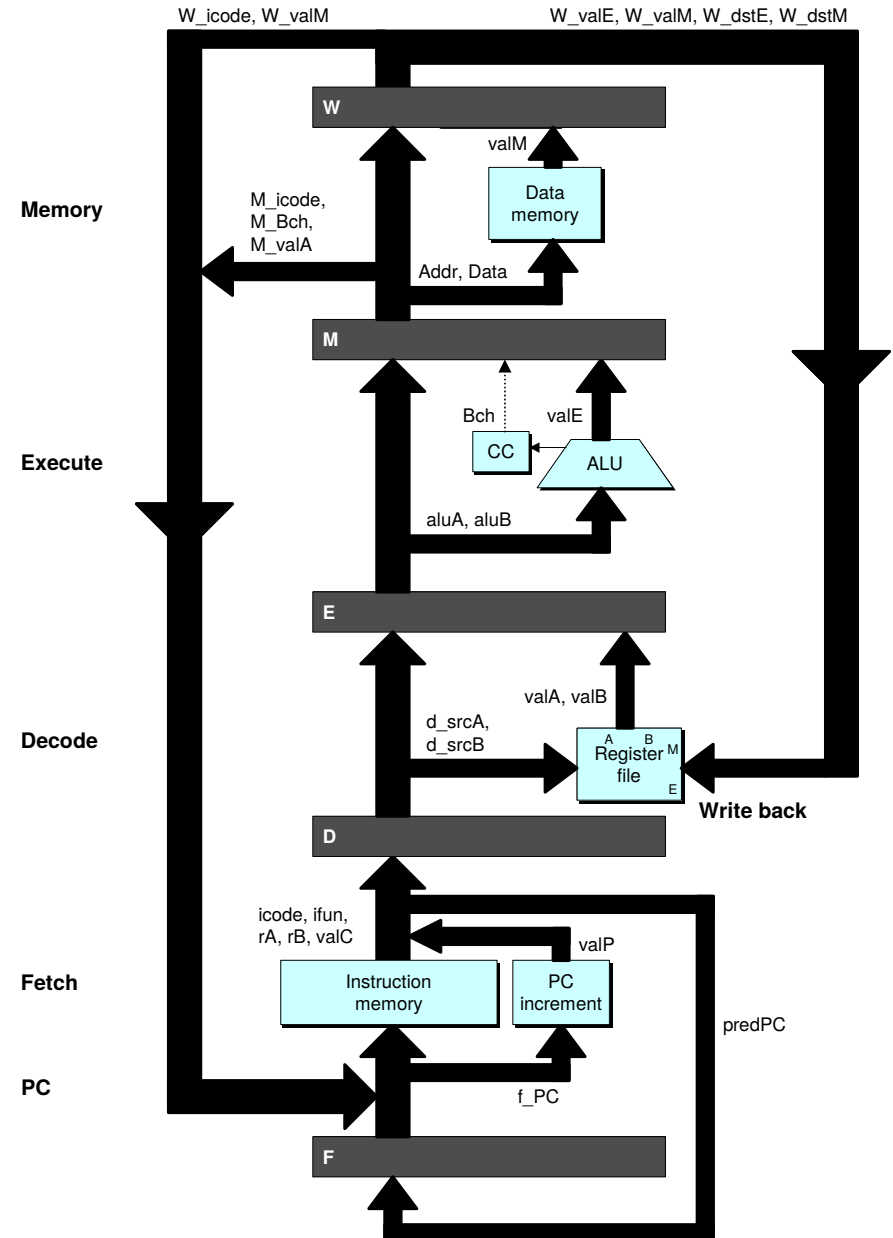 W_icode, W_valM
W_valE, W_valM, W_dstE, W_dstM
W
valM
Data
memory
Memory
M_icode,
M_Bch,
M_valA
Addr, Data
M
Bch
valE
CC
ALU
Execute
aluA, aluB
E
valA, valB
d_srcA,
d_srcB
Decode
A B
Register M
file
E
Write back
D
icode, ifun,
rA, rB, valC
valP
Fetch
Instruction
memory
PC
increment
predPC
PC
f_PC
F